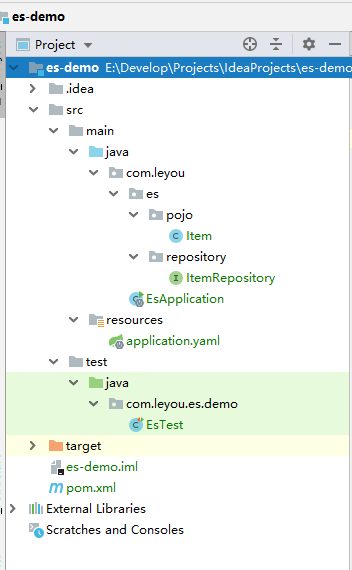 es-demo
Project
es-demo E:\Develop\Projects\IdeaProjects\es-demo
.idea
src
main
java
com.leyou
es
pojo
Item
repository
ItemRepository
EsApplication
resources
application.yaml
test
java
com.leyou.es.demo
EsTest
target
es-demo.iml
pom.xml
External Libraries
Scratches and Consoles